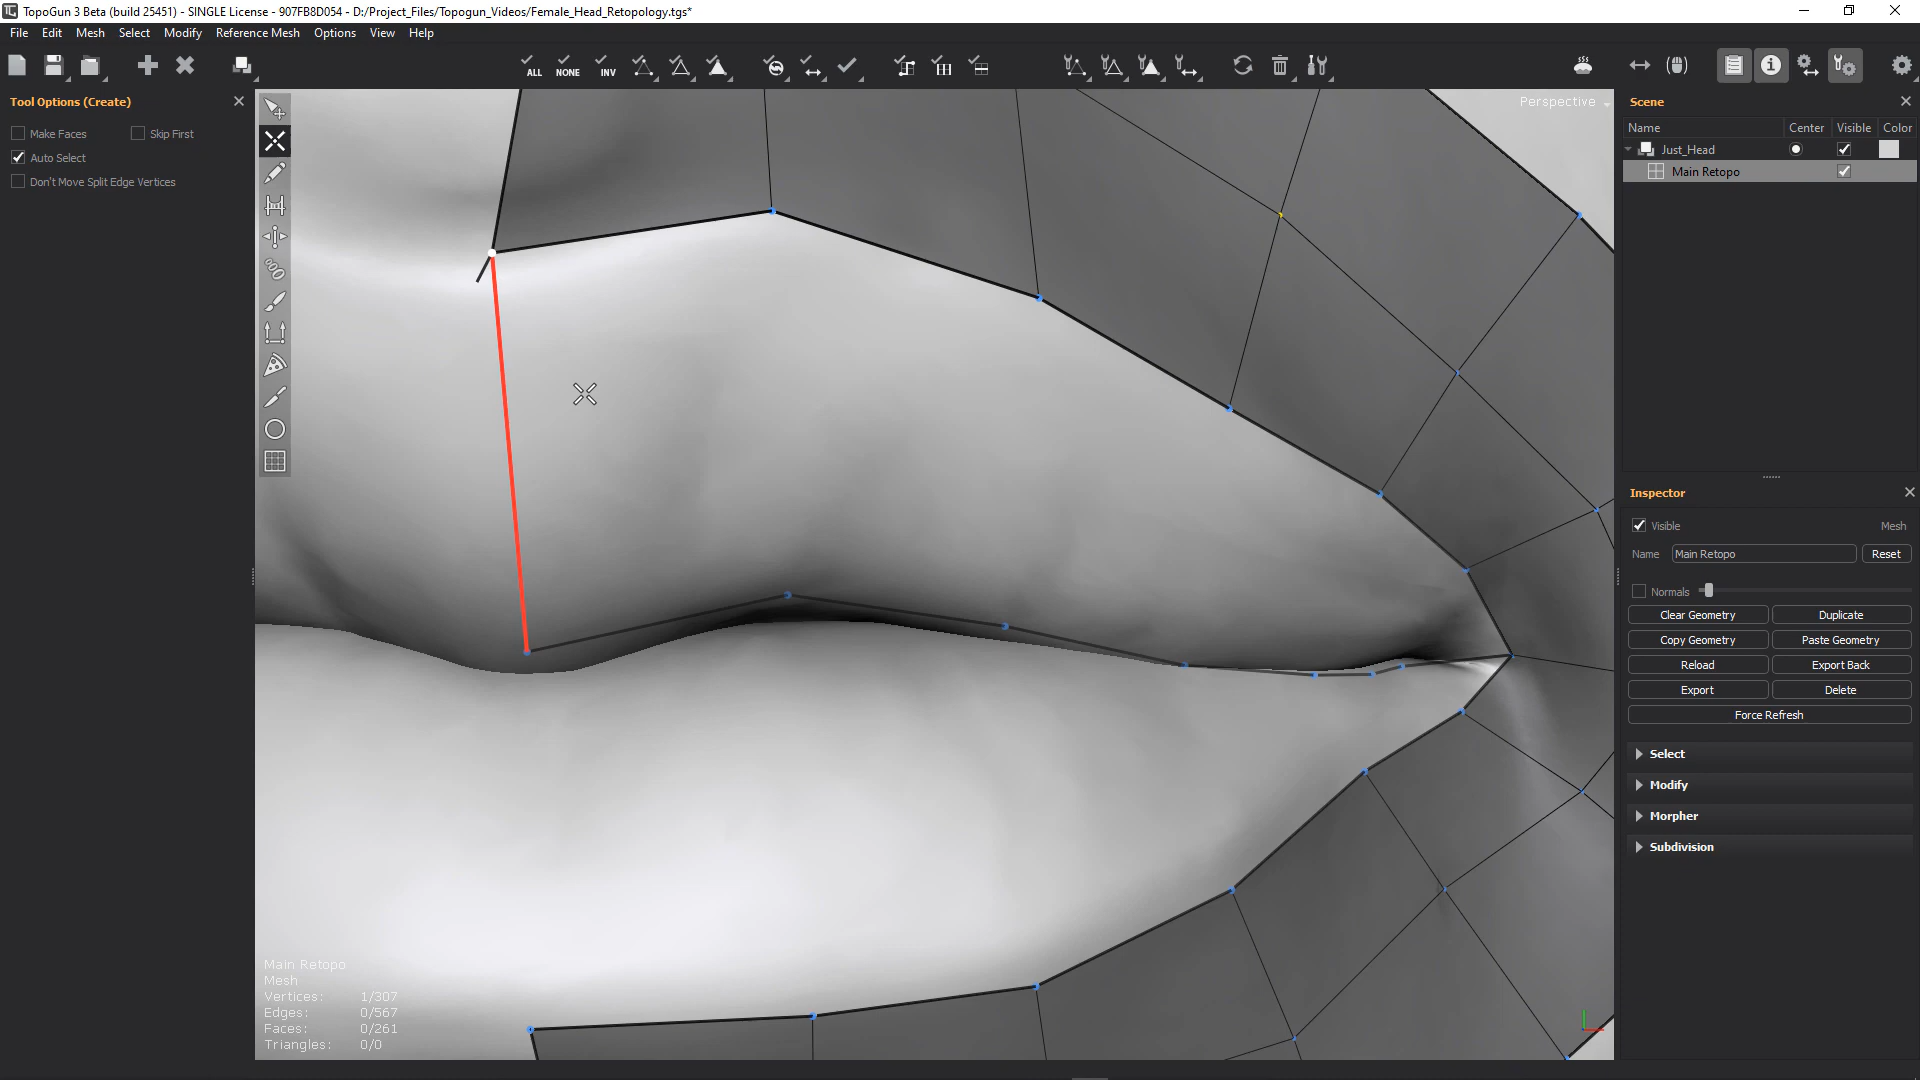 TopoGun 3 Beta (build 25451) - SINGLE License - 907FB8D054 - D:/Project_Files/Topogun_Videos/Female_Head_Retopology.tgs*
File Edit Mesh Select Modify Reference Mesh Options View Help
ALL NONE INV
Tool Options (Create)
Make Faces Skip First
Auto Select
Don't Move Split Edge Vertices
Perspective
Main Retopo
Mesh
Vertices: 1/307
Edges: 0/567
Faces: 0/261
Triangles: 0/0
Scene
Name Center Visible Color
Just_Head
Main Retopo
Inspector
Visible Mesh
Name Main Retopo Reset
Normals
Clear Geometry Duplicate
Copy Geometry Paste Geometry
Reload Export Back
Export Delete
Force Refresh
Select
Modify
Morpher
Subdivision